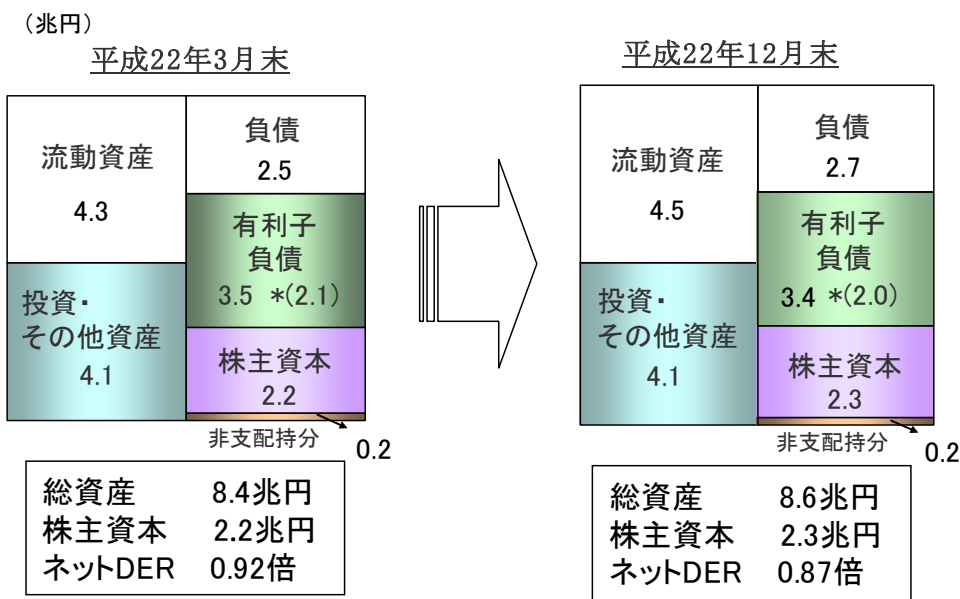 (兆円)
平成22年3月末
流動資産
4.3
負債
2.5
有利子
負債
3.5 *(2.1)
投資・
その他資産
4.1
株主資本
2.2
非支配持分
0.2
総資産 8.4兆円
株主資本 2.2兆円
ネットDER 0.92倍
平成22年12月末
流動資産
4.5
負債
2.7
有利子
負債
3.4 *(2.0)
投資・
その他資産
4.1
株主資本
2.3
非支配持分
0.2
総資産 8.6兆円
株主資本 2.3兆円
ネットDER 0.87倍